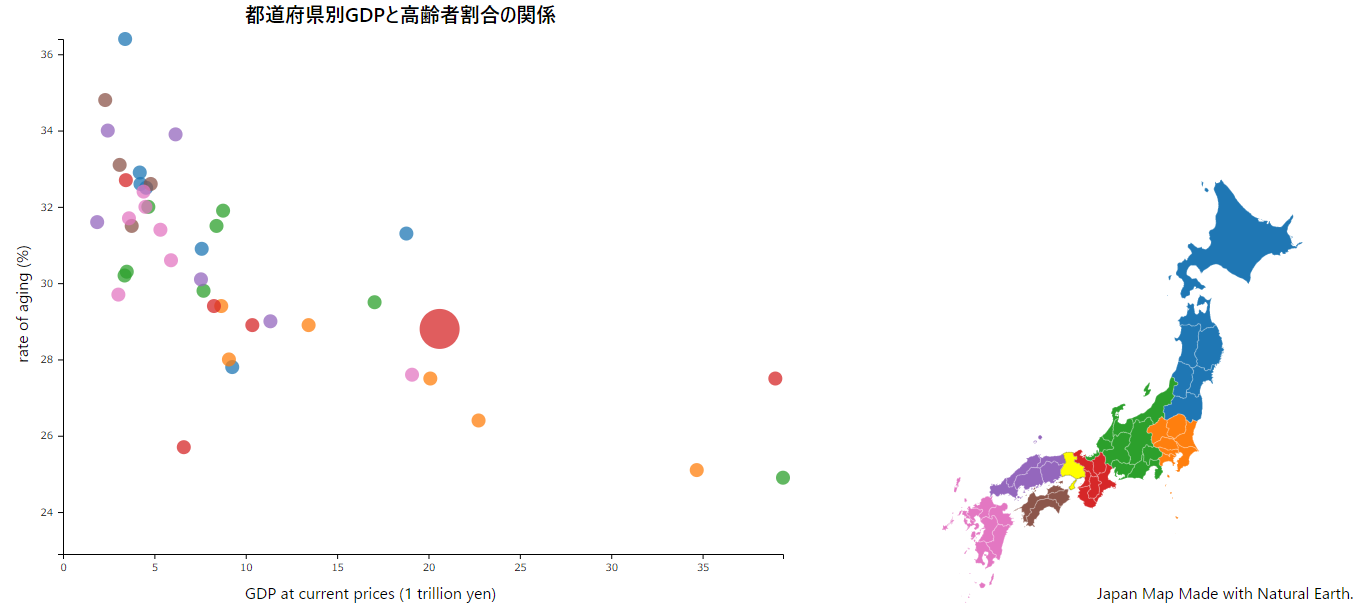 都道府県別GDPと高齢者割合の関係
36
34
32
30
28
26
24
rate of aging (%)
0 5 10 15 20 25 30 35
GDP at current prices (1 trillion yen)
Japan Map Made with Natural Earth.